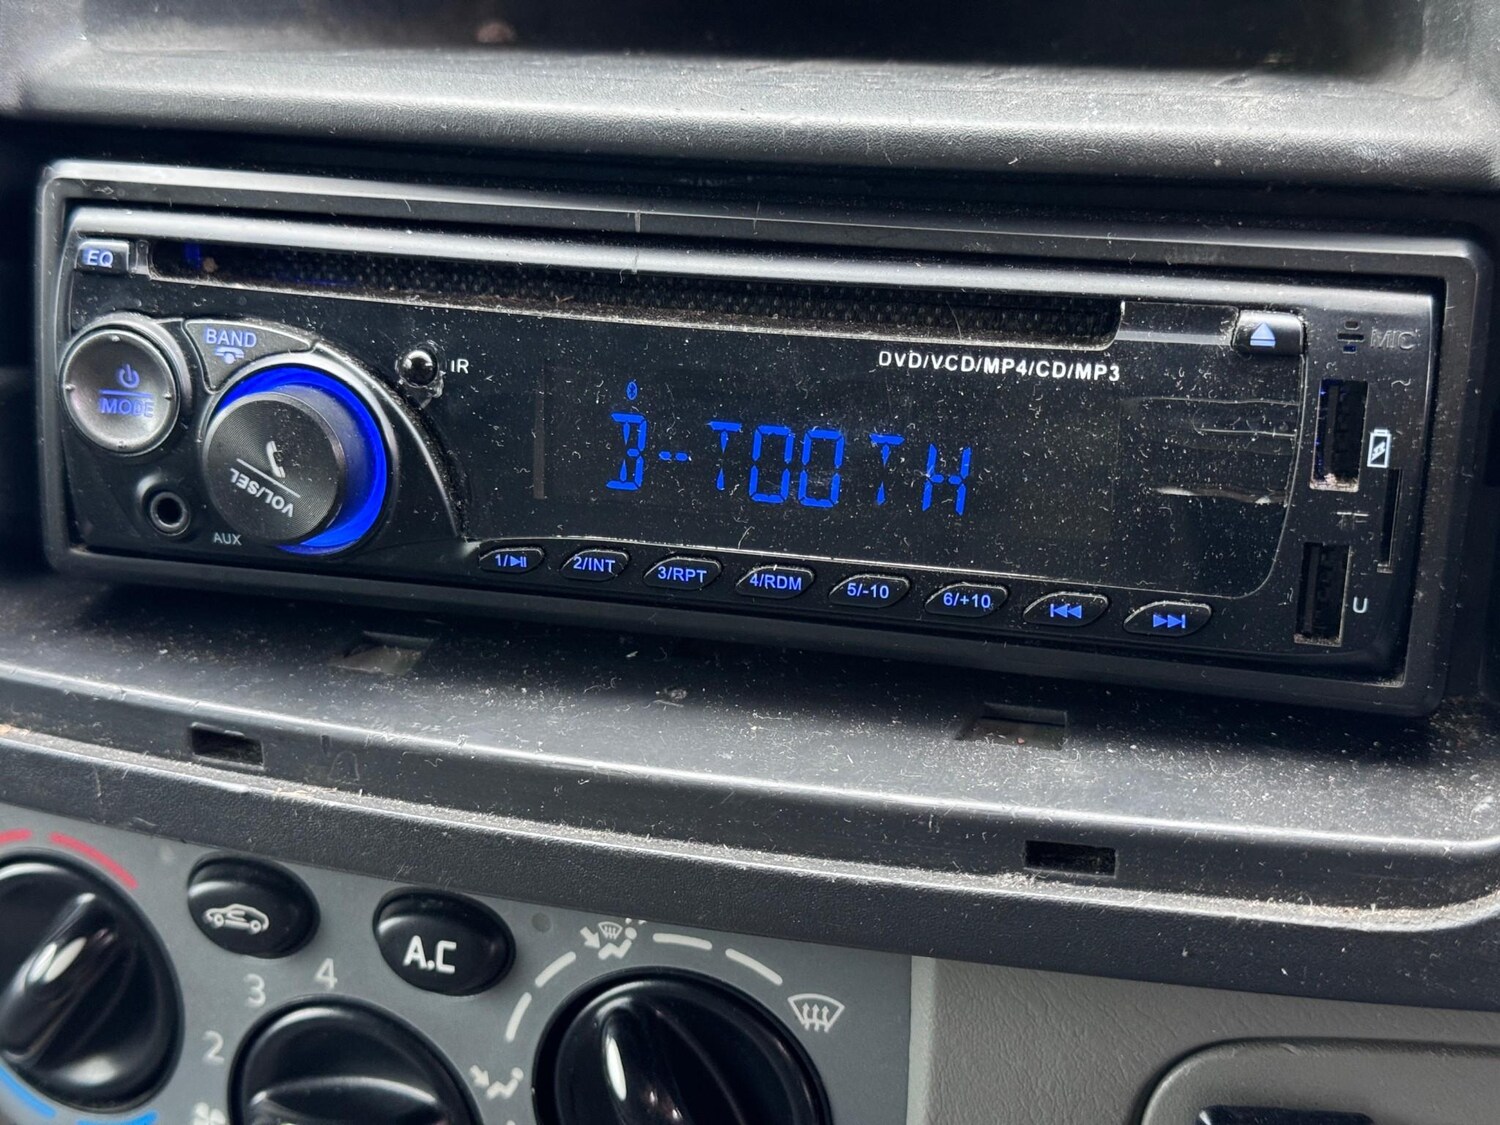 EQ
BAND
MODE
VOL/SEL
IR
AUX
DVD/VCD/MP4/CD/MP3
B-TOOTH
MIC
TF
U
1/
2/INT
3/RPT
4/RDM
5/-10
6/+10
A.C
2
3
4